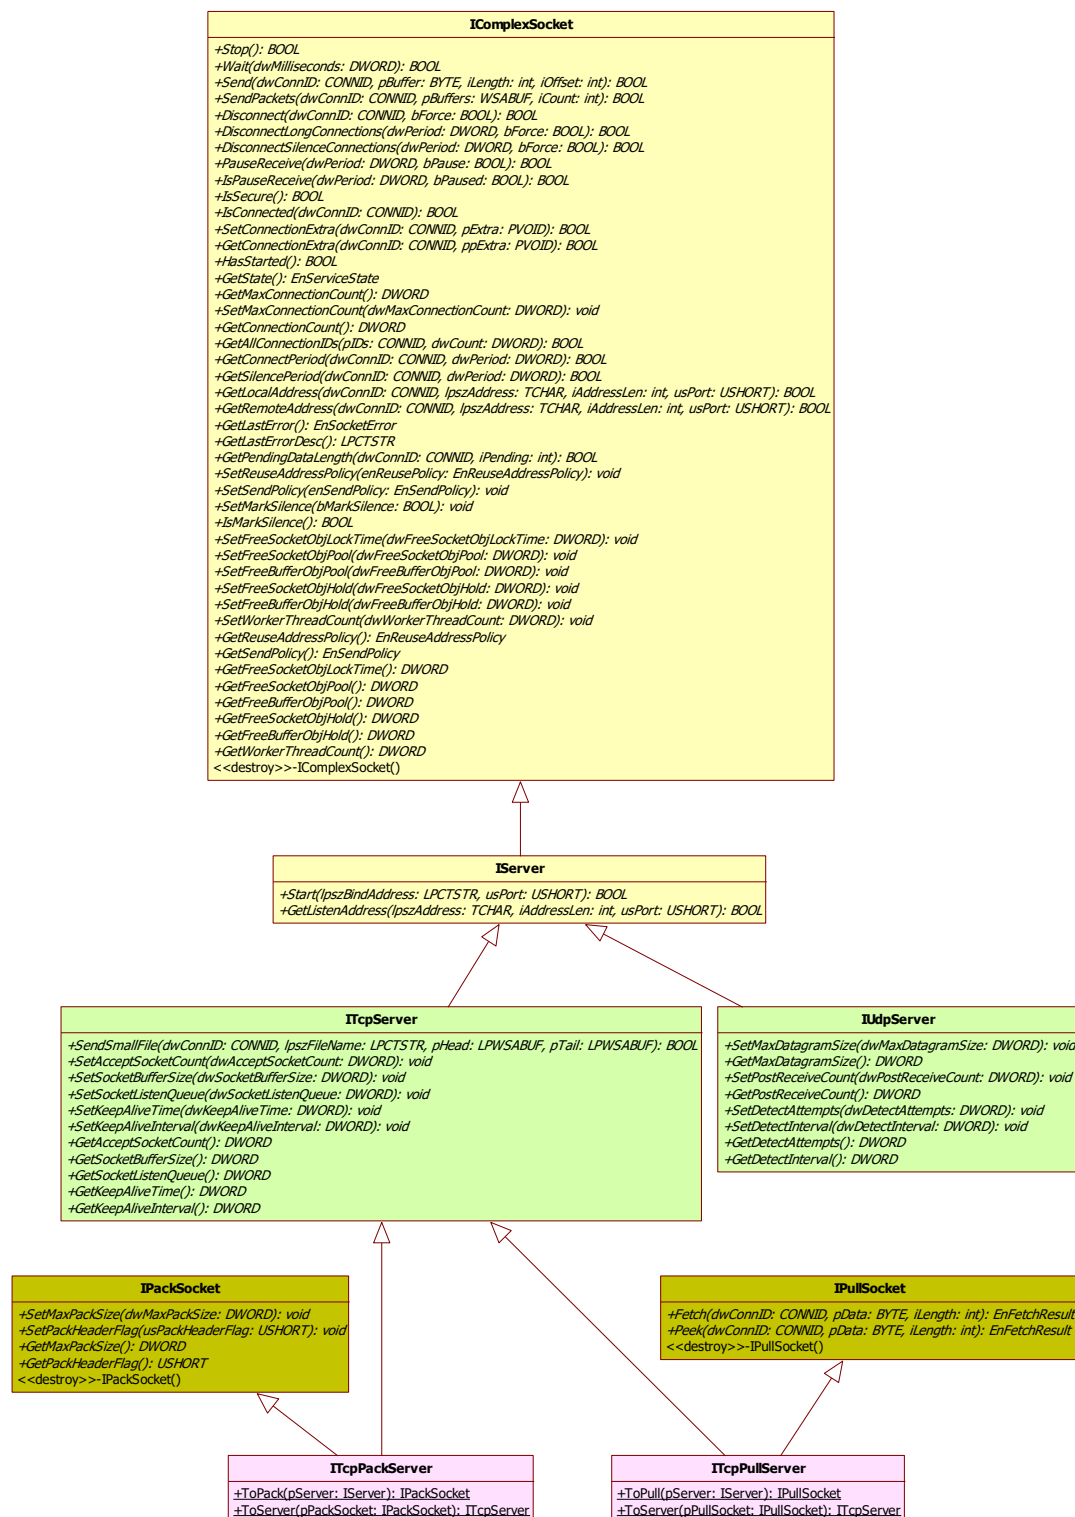 IComplexSocket
+Stop(): BOOL
+Wait(dwMilliseconds: DWORD): BOOL
+Send(dwConnID: CONNID, pBuffer: BYTE, iLength: int, iOffset: int): BOOL
+SendPackets(dwConnID: CONNID, pBuffers: WSABUF, iCount: int): BOOL
+Disconnect(dwConnID: CONNID, bForce: BOOL): BOOL
+DisconnectLongConnections(dwPeriod: DWORD, bForce: BOOL): BOOL
+DisconnectSilenceConnections(dwPeriod: DWORD, bForce: BOOL): BOOL
+PauseReceive(dwPeriod: DWORD, bPause: BOOL): BOOL
+IsPauseReceive(dwPeriod: DWORD, bPaused: BOOL): BOOL
+IsSecure(): BOOL
+IsConnected(dwConnID: CONNID): BOOL
+SetConnectionExtra(dwConnID: CONNID, pExtra: PVOID): BOOL
+GetConnectionExtra(dwConnID: CONNID, ppExtra: PVOID): BOOL
+HasStarted(): BOOL
+GetState(): EnServiceState
+GetMaxConnectionCount(): DWORD
+SetMaxConnectionCount(dwMaxConnectionCount: DWORD): void
+GetConnectionCount(): DWORD
+GetAllConnectionIDs(pIDs: CONNID, dwCount: DWORD): BOOL
+GetConnectPeriod(dwConnID: CONNID, dwPeriod: DWORD): BOOL
+GetSilencePeriod(dwConnID: CONNID, dwPeriod: DWORD): BOOL
+GetLocalAddress(dwConnID: CONNID, lpszAddress: TCHAR, iAddressLen: int, usPort: USHORT): BOOL
+GetRemoteAddress(dwConnID: CONNID, lpszAddress: TCHAR, iAddressLen: int, usPort: USHORT): BOOL
+GetLastError(): EnSocketError
+GetLastErrorDesc(): LPCTSTR
+GetPendingDataLength(dwConnID: CONNID, iPending: int): BOOL
+SetReuseAddressPolicy(enReusePolicy: EnReuseAddressPolicy): void
+SetSendPolicy(enSendPolicy: EnSendPolicy): void
+SetMarkSilence(bMarkSilence: BOOL): void
+IsMarkSilence(): BOOL
+SetFreeSocketObjLockTime(dwFreeSocketObjLockTime: DWORD): void
+SetFreeSocketObjPool(dwFreeSocketObjPool: DWORD): void
+SetFreeBufferObjPool(dwFreeBufferObjPool: DWORD): void
+SetFreeSocketObjHold(dwFreeSocketObjHold: DWORD): void
+SetFreeBufferObjHold(dwFreeBufferObjHold: DWORD): void
+SetWorkerThreadCount(dwWorkerThreadCount: DWORD): void
+GetReuseAddressPolicy(): EnReuseAddressPolicy
+GetSendPolicy(): EnSendPolicy
+GetFreeSocketObjLockTime(): DWORD
+GetFreeSocketObjPool(): DWORD
+GetFreeBufferObjPool(): DWORD
+GetFreeSocketObjHold(): DWORD
+GetFreeBufferObjHold(): DWORD
+GetWorkerThreadCount(): DWORD
<<destroy>>-IComplexSocket()
IServer
+Start(lpszBindAddress: LPCTSTR, usPort: USHORT): BOOL
+GetListenAddress(lpszAddress: TCHAR, iAddressLen: int, usPort: USHORT): BOOL
ITcpServer
+SendSmallFile(dwConnID: CONNID, lpszFileName: LPCTSTR, pHead: LPWSABUF, pTail: LPWSABUF): BOOL
+SetAcceptSocketCount(dwAcceptSocketCount: DWORD): void
+SetSocketBufferSize(dwSocketBufferSize: DWORD): void
+SetSocketListenQueue(dwSocketListenQueue: DWORD): void
+SetKeepAliveTime(dwKeepAliveTime: DWORD): void
+SetKeepAliveInterval(dwKeepAliveInterval: DWORD): void
+GetAcceptSocketCount(): DWORD
+GetSocketBufferSize(): DWORD
+GetSocketListenQueue(): DWORD
+GetKeepAliveTime(): DWORD
+GetKeepAliveInterval(): DWORD
IUdpServer
+SetMaxDatagramSize(dwMaxDatagramSize: DWORD): void
+GetMaxDatagramSize(): DWORD
+SetPostReceiveCount(dwPostReceiveCount: DWORD): void
+GetPostReceiveCount(): DWORD
+SetDetectAttempts(dwDetectAttempts: DWORD): void
+SetDetectInterval(dwDetectInterval: DWORD): void
+GetDetectAttempts(): DWORD
+GetDetectInterval(): DWORD
IPackSocket
+SetMaxPackSize(dwMaxPackSize: DWORD): void
+SetPackHeaderFlag(usPackHeaderFlag: USHORT): void
+GetMaxPackSize(): DWORD
+GetPackHeaderFlag(): USHORT
<<destroy>>-IPackSocket()
IPullSocket
+Fetch(dwConnID: CONNID, pData: BYTE, iLength: int): EnFetchResult
+Peek(dwConnID: CONNID, pData: BYTE, iLength: int): EnFetchResult
<<destroy>>-IPullSocket()
ITcpPackServer
+ToPack(pServer: IServer): IPackSocket
+ToServer(pPackSocket: IPackSocket): ITcpServer
ITcpPullServer
+ToPull(pServer: IServer): IPullSocket
+ToServer(pPullSocket: IPullSocket): ITcpServer